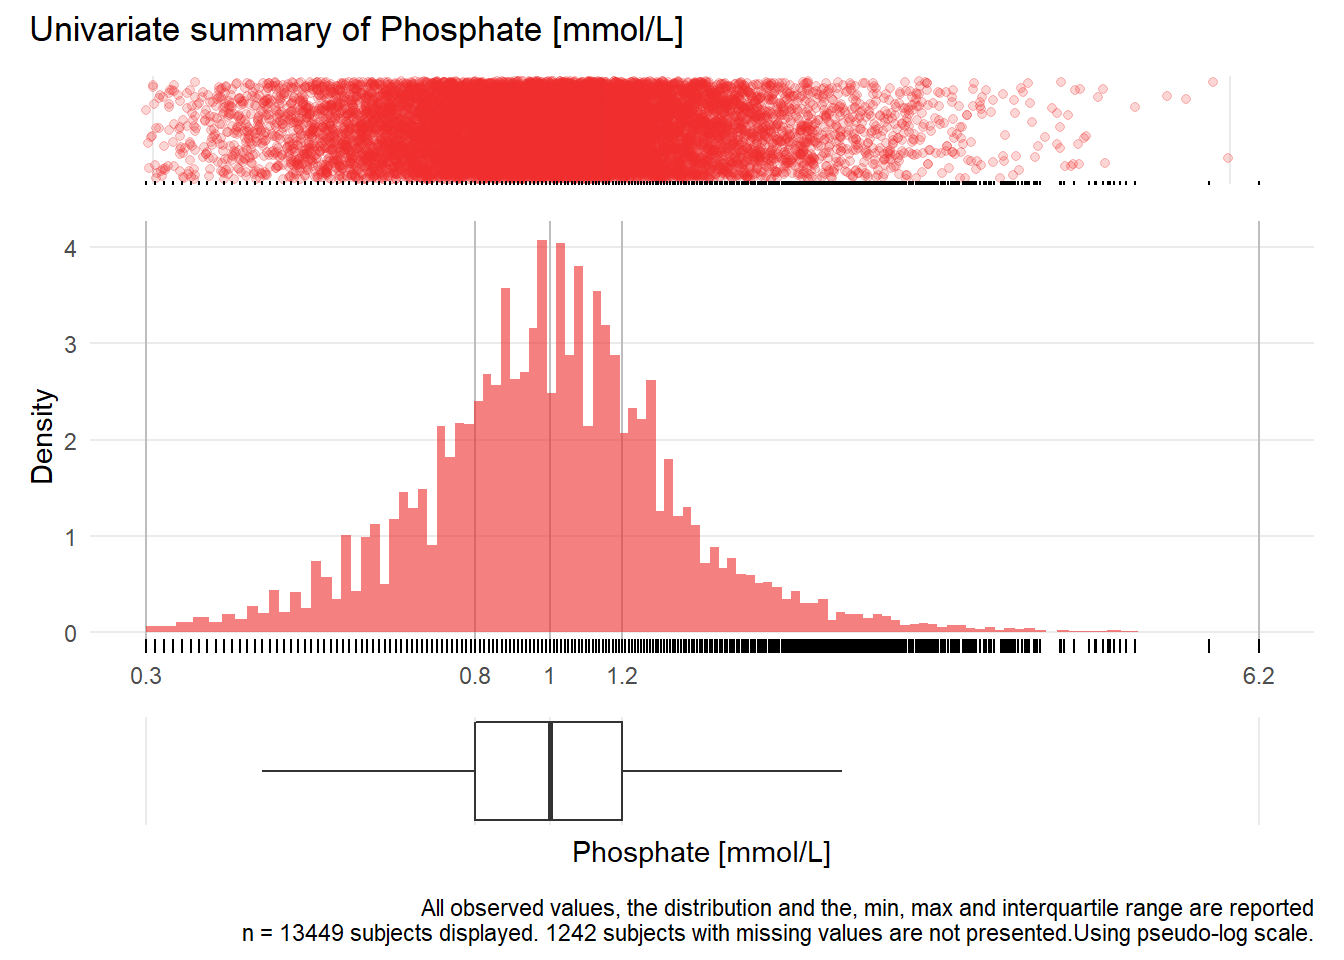 Univariate summary of Phosphate [mmol/L]
4
3
2
1
0
Density
0.3 0.8 1 1.2 6.2
Phosphate [mmol/L]
All observed values, the distribution and the, min, max and interquartile range are reported
n = 13449 subjects displayed. 1242 subjects with missing values are not presented.Using pseudo-log scale.